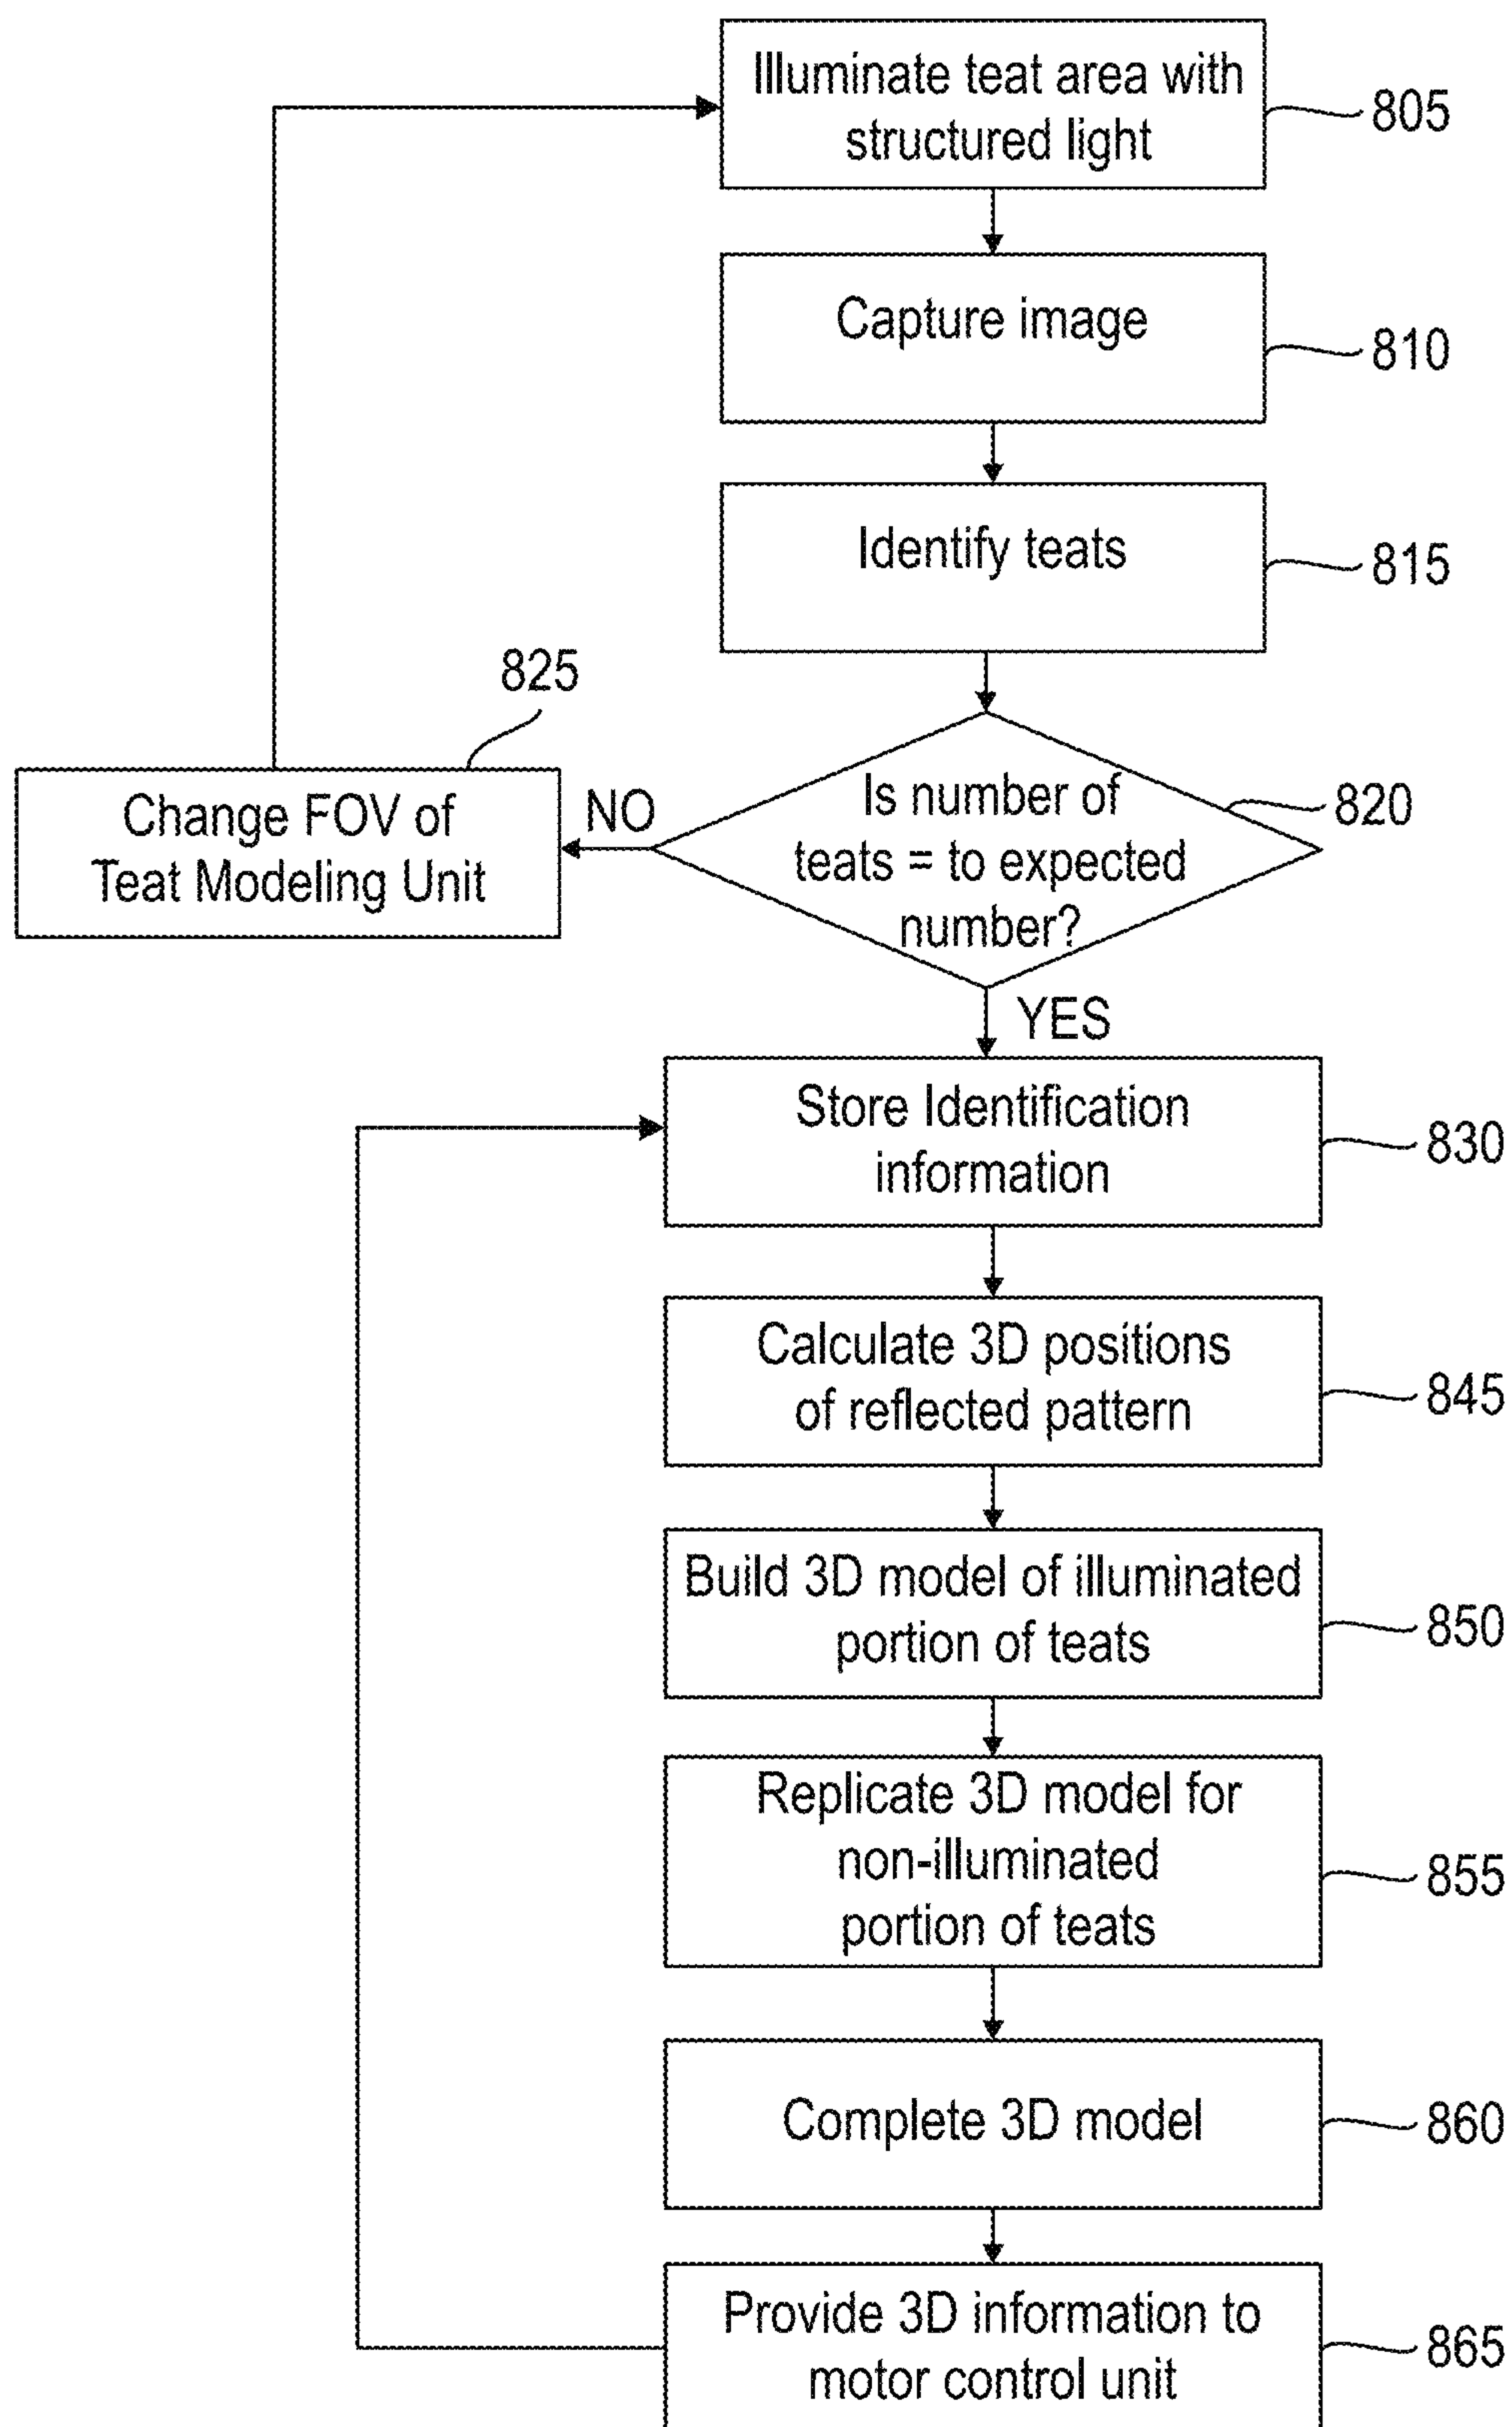 Illuminate teat area with
structured light
805
Capture image
810
Identify teats
815
825
Change FOV of
Teat Modeling Unit
NO
Is number of
teats = to expected
number?
820
YES
Store Identification
information
830
Calculate 3D positions
of reflected pattern
845
Build 3D model of illuminated
portion of teats
850
Replicate 3D model for
non-illuminated
portion of teats
855
Complete 3D model
860
Provide 3D information to
motor control unit
865